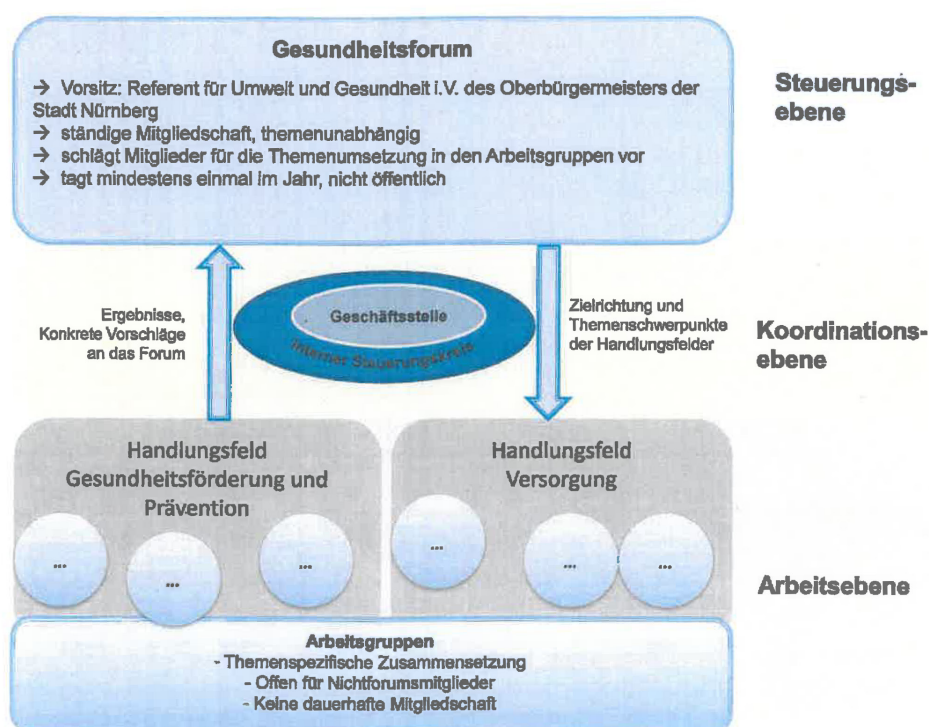 Gesundheitsforum
→ Vorsitz: Referent für Umwelt und Gesundheit i.V. des Oberbürgermeisters der
Stadt Nürnberg
→ ständige Mitgliedschaft, themenunabhängig
→ schlägt Mitglieder für die Themenumsetzung in den Arbeitsgruppen vor
→ tagt mindestens einmal im Jahr, nicht öffentlich
Steuerungs-
ebene
Ergebnisse,
Konkrete Vorschläge
an das Forum
Geschäftsstelle
Interner Steuerungskreis
Zielrichtung und
Themenschwerpunkte
der Handlungsfelder
Koordinations-
ebene
Handlungsfeld
Gesundheitsförderung und
Prävention
...
...
...
Handlungsfeld
Versorgung
...
...
...
Arbeitsebene
Arbeitsgruppen
- Themenspezifische Zusammensetzung
- Offen für Nichtforumsmitglieder
- Keine dauerhafte Mitgliedschaft